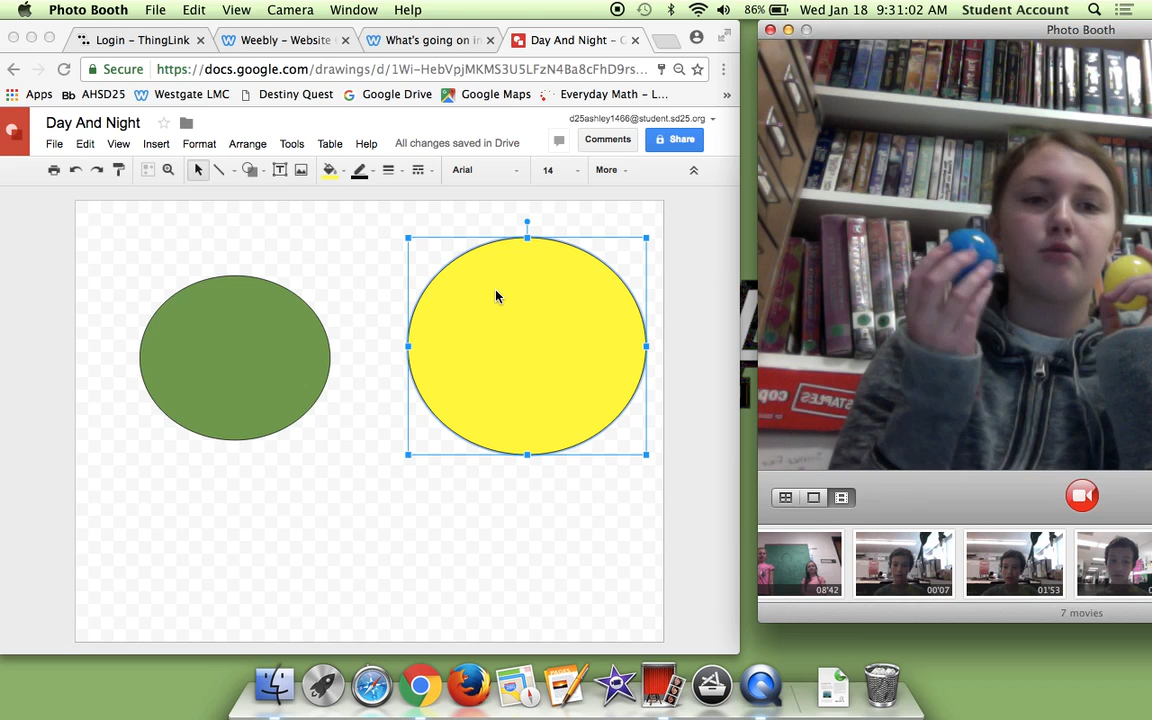 Photo Booth File Edit View Camera Window Help 86% Wed Jan 18 9:31:02 AM Student Account
Login – ThingLink × Weebly – Website × What's going on in × Day And Night – G ×
Secure https://docs.google.com/drawings/d/1Wi-HebVpjMKMS3U5LFzN4Ba8cFhD9rs...
Apps Bb AHSD25 Westgate LMC Destiny Quest Google Drive Google Maps Everyday Math – L... »
Day And Night
d25ashley1466@student.sd25.org
File Edit View Insert Format Arrange Tools Table Help All changes saved in Drive
Comments Share
Arial 14 More
Photo Booth
STAPLES
copy
08'42 00'07 01'53
7 movies
PAGES